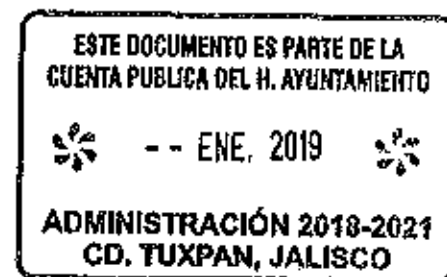 ESTE DOCUMENTO ES PARTE DE LA
CUENTA PUBLICA DEL H. AYUNTAMIENTO
- - ENE, 2019
ADMINISTRACIÓN 2018-2021
CD. TUXPAN, JALISCO